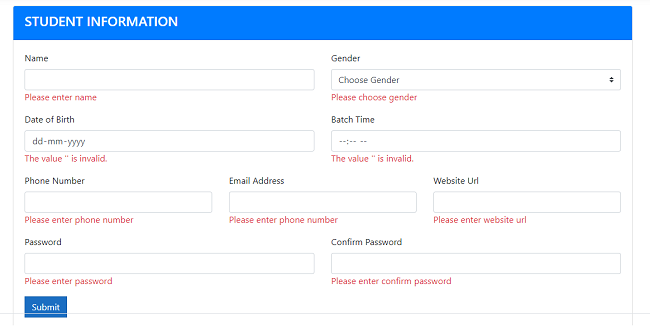 STUDENT INFORMATION
Name Gender
Choose Gender
Please enter name Please choose gender
Date of Birth Batch Time
dd-mm-yyyy --:-- --
The value '' is invalid. The value '' is invalid.
Phone Number Email Address Website Url
Please enter phone number Please enter phone number Please enter website url
Password Confirm Password
Please enter password Please enter confirm password
Submit